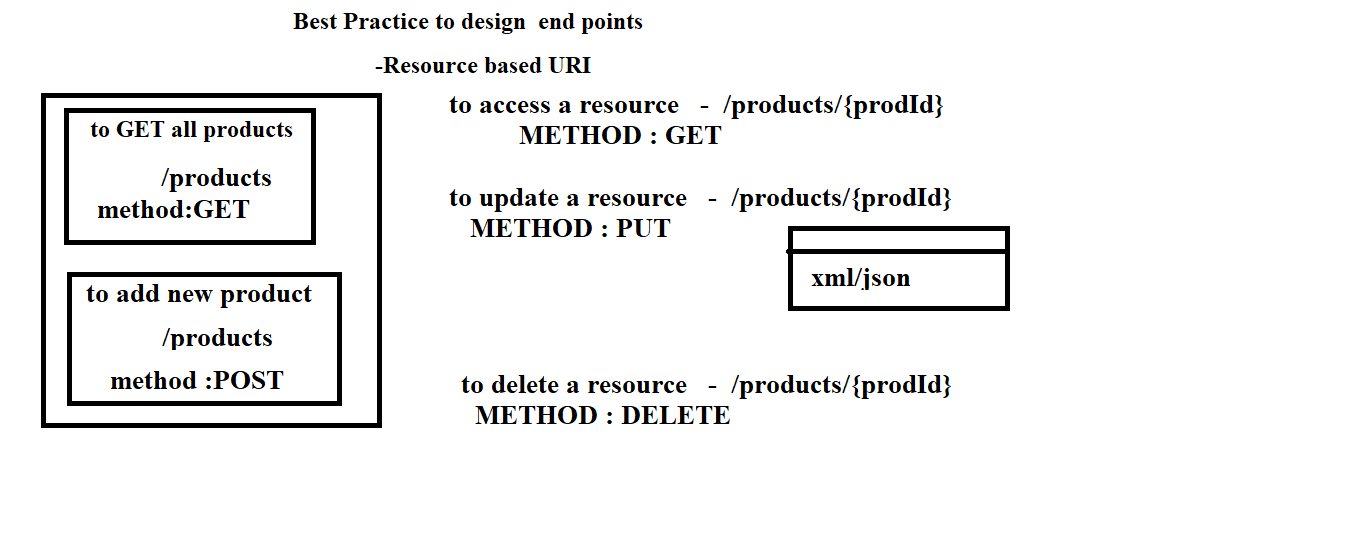 Best Practice to design end points
-Resource based URI
to GET all products
/products
method:GET
to add new product
/products
method :POST
to access a resource - /products/{prodId}
METHOD : GET
to update a resource - /products/{prodId}
METHOD : PUT
xml/json
to delete a resource - /products/{prodId}
METHOD : DELETE